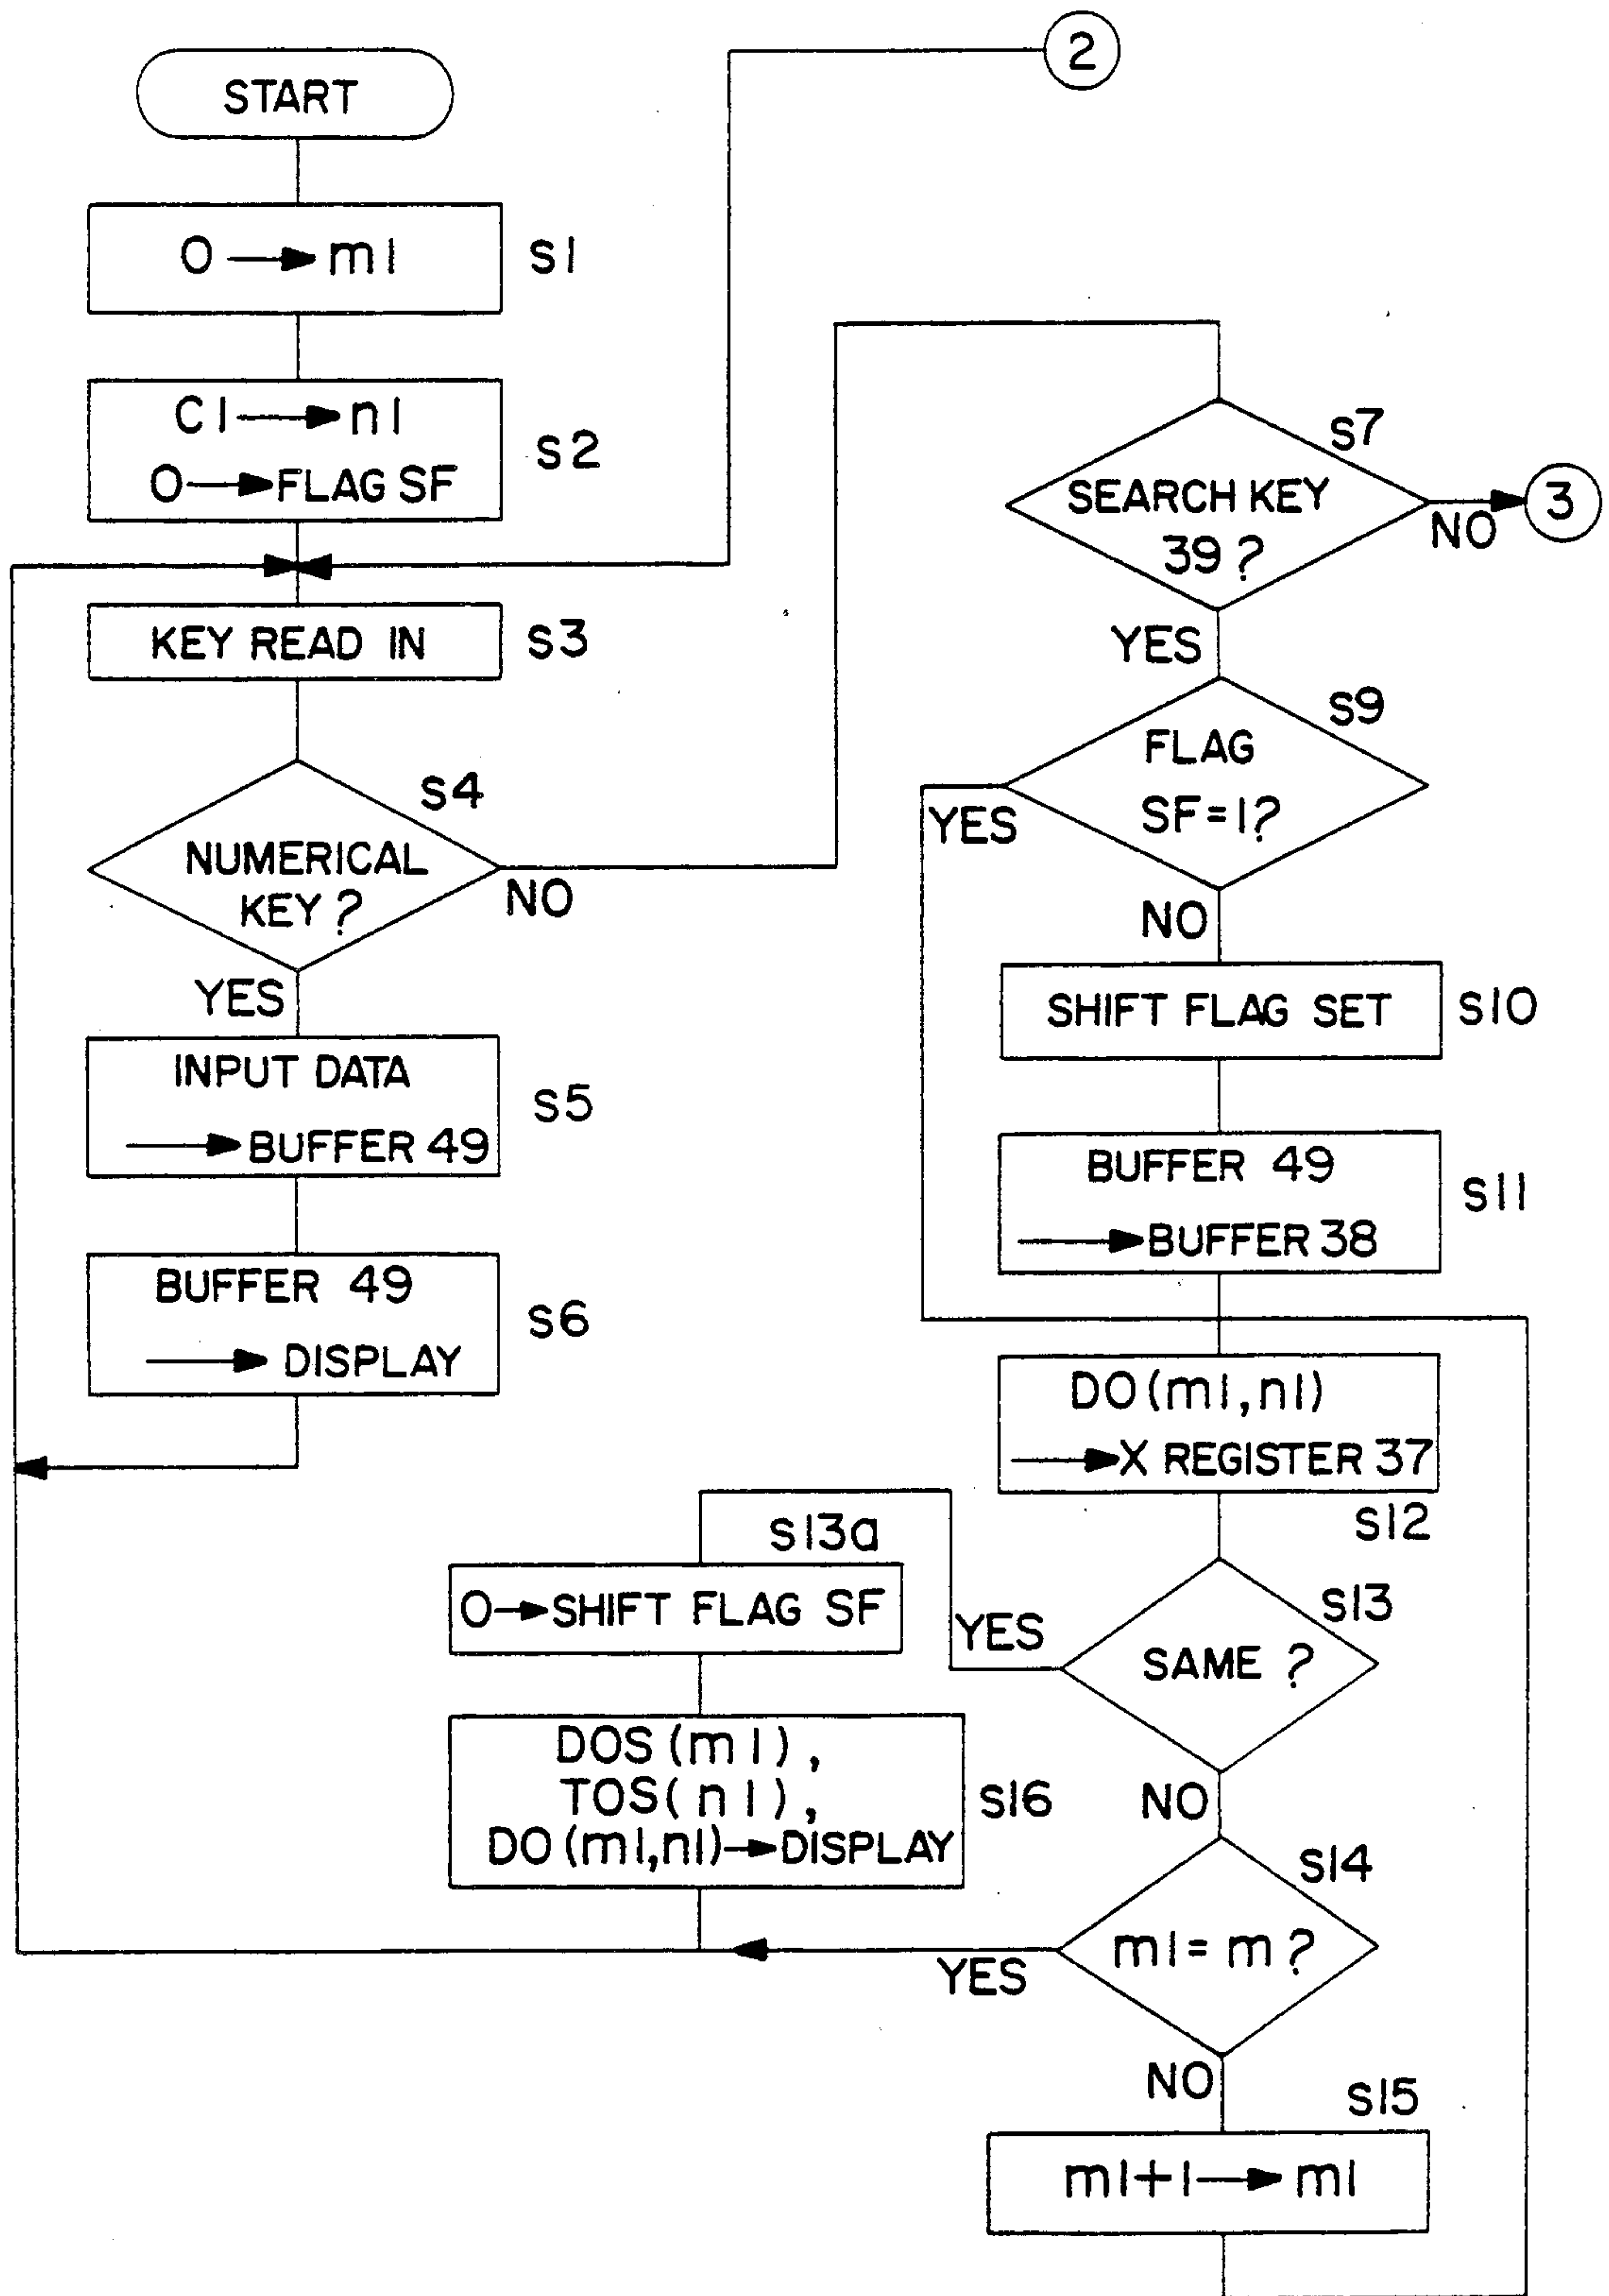 START
2
0 → m1
s1
C1 → n1
0 → FLAG SF
s2
KEY READ IN
s3
s4
NUMERICAL
KEY?
NO
YES
INPUT DATA
→ BUFFER 49
s5
BUFFER 49
→ DISPLAY
s6
s7
SEARCH KEY
39?
NO
3
YES
s9
FLAG
SF=1?
YES
NO
SHIFT FLAG SET
s10
BUFFER 49
→ BUFFER 38
s11
DO(m1,n1)
→ X REGISTER 37
s12
s13
SAME ?
YES
s13a
0 → SHIFT FLAG SF
DOS(m1),
TOS(n1),
DO(m1,n1) → DISPLAY
s16
NO
s14
m1= m?
YES
NO
s15
m1+1 → m1